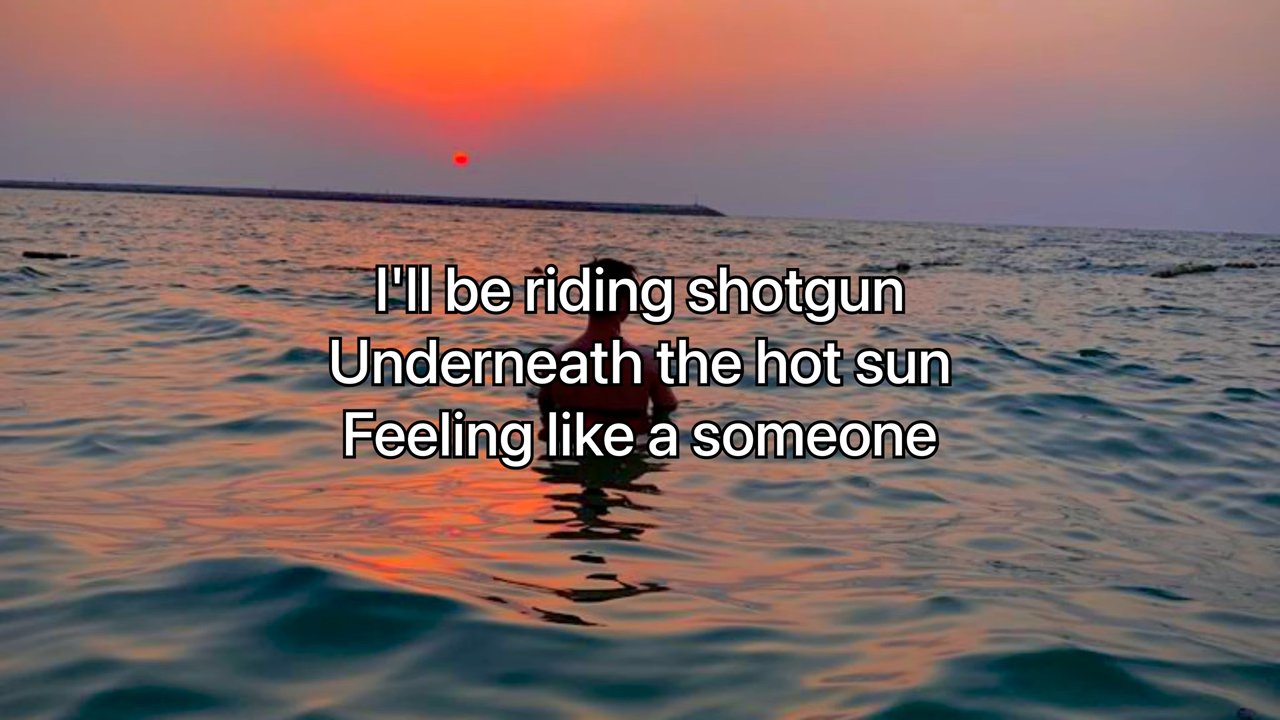 I'll be riding shotgun
Underneath the hot sun
Feeling like a someone